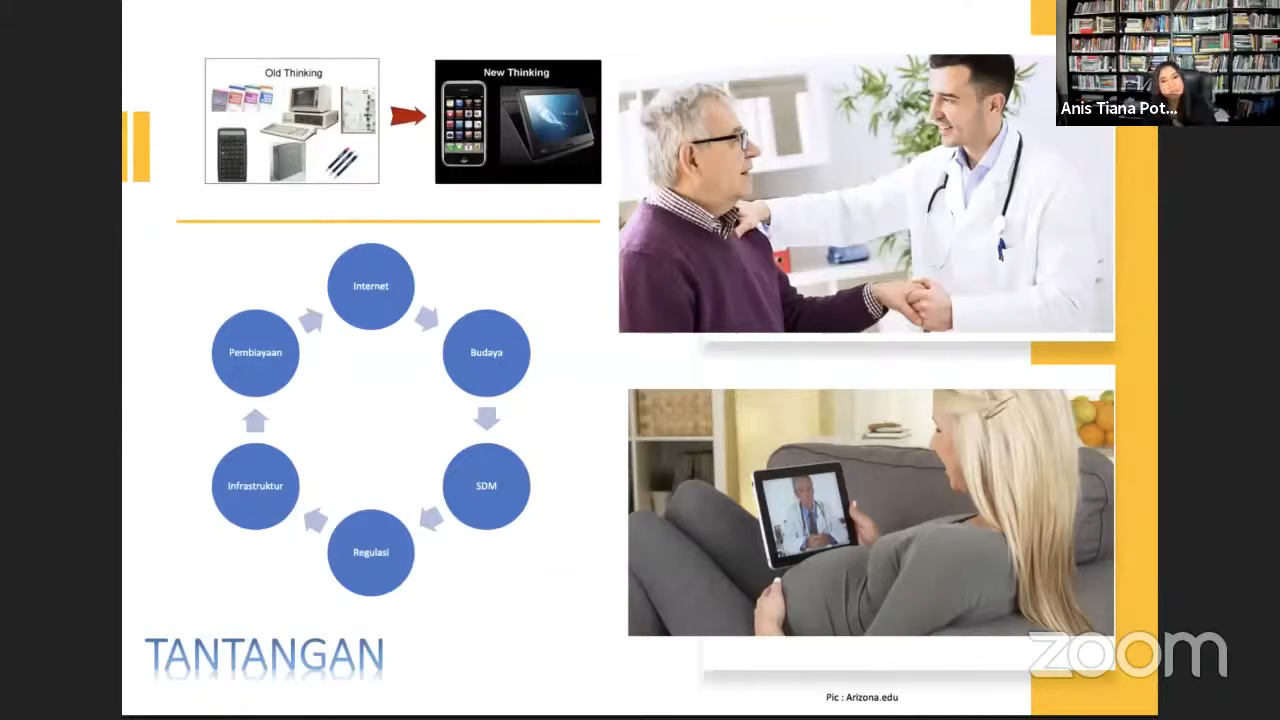 Old Thinking
New Thinking
Anis Tiana Pot...
Internet
Pembiayaan
Budaya
Infrastruktur
SDM
Regulasi
TANTANGAN
zoom
Pic : Arizona.edu